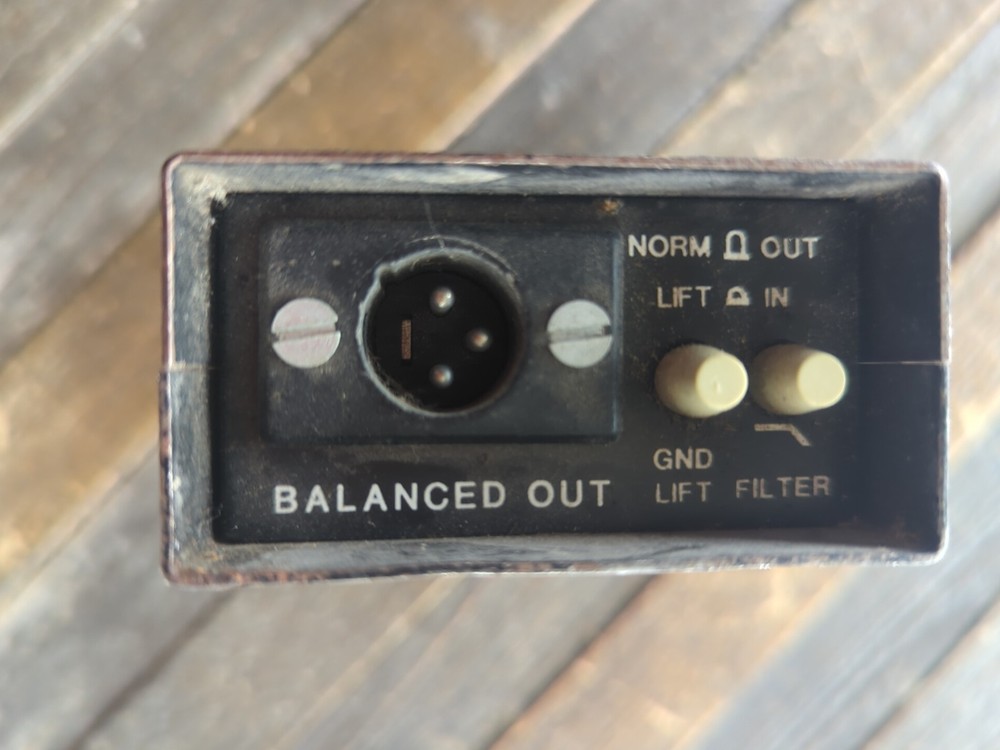 NORM OUT
LIFT IN
GND
LIFT FILTER
BALANCED OUT